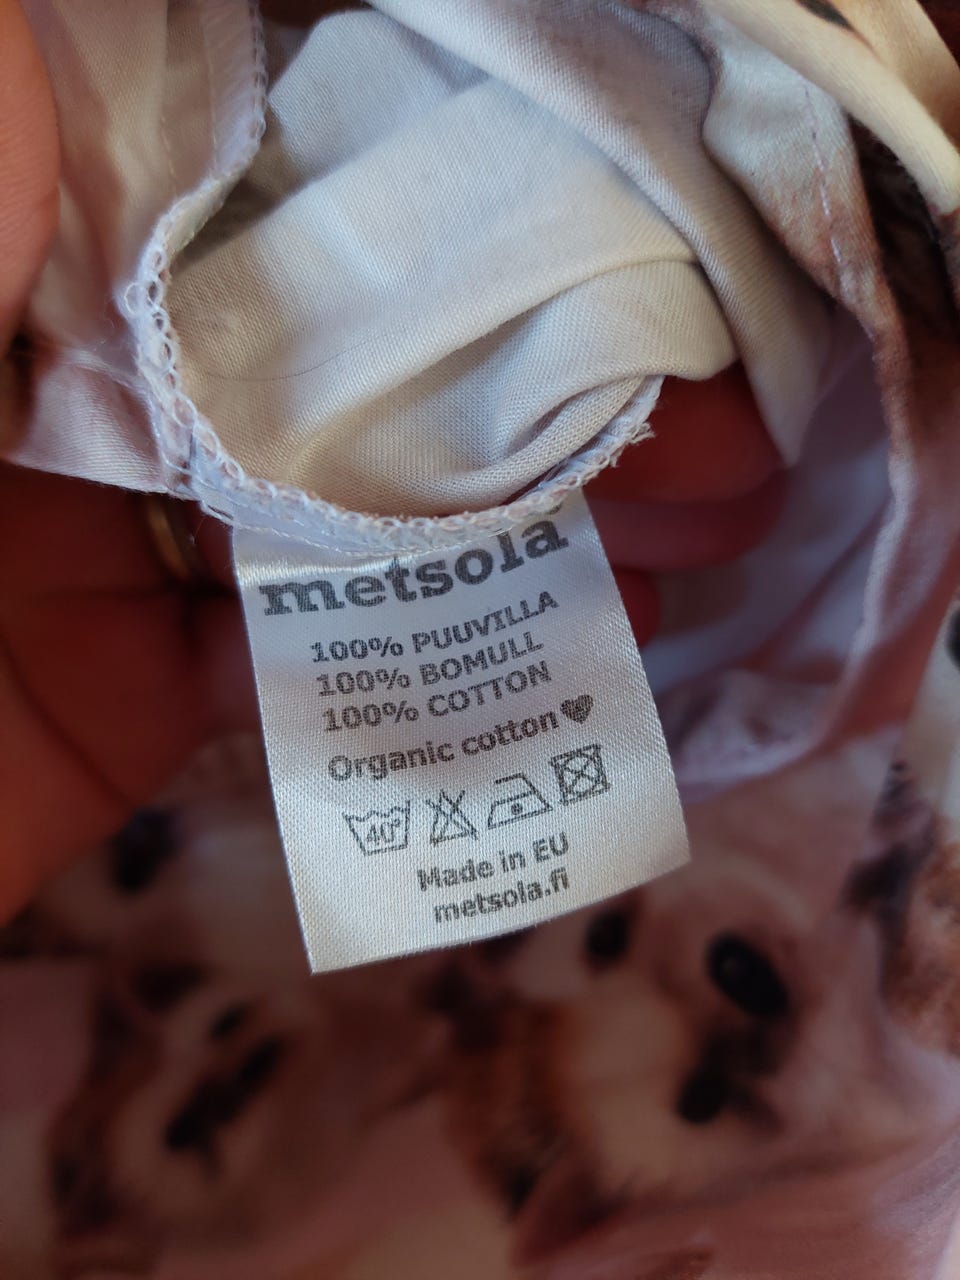 metsola
100% PUUVILLA
100% BOMULL
100% COTTON
Organic cotton
40°
Made in EU
metsola.fi